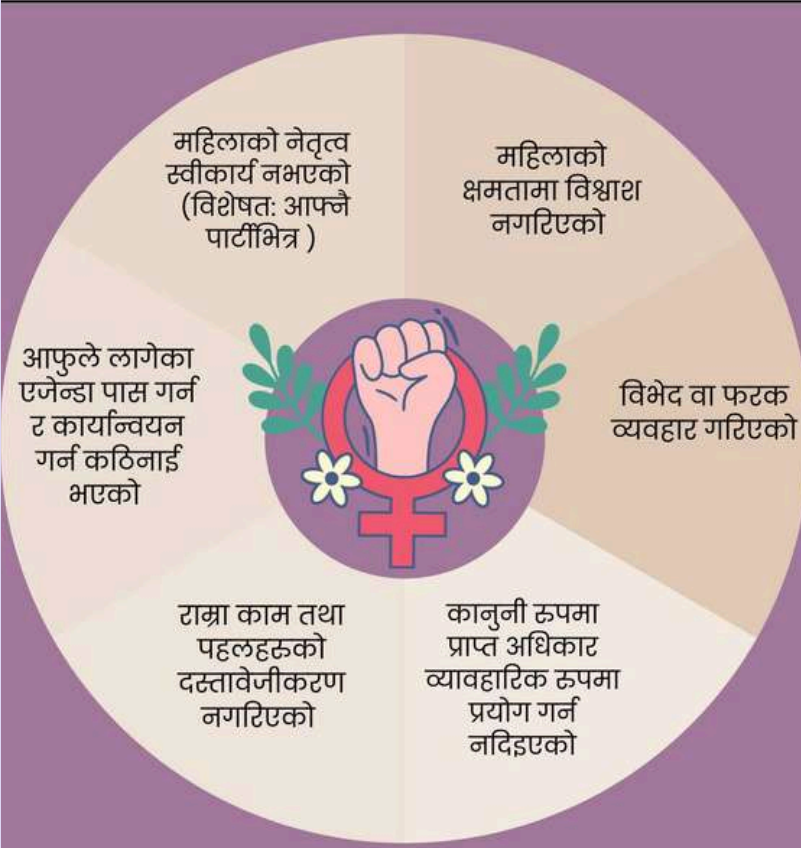 महिलाको नेतृत्व
स्वीकार्य नभएको
(विशेषत: आफ्नै
पार्टीभित्र )
महिलाको
क्षमतामा विश्वाश
नगरिएको
आफुले लागेका
एजेन्डा पास गर्न
र कार्यान्वयन
गर्न कठिनाई
भएको
विभेद वा फरक
व्यवहार गरिएको
राम्रा काम तथा
पहलहरुको
दस्तावेजीकरण
नगरिएको
कानुनी रुपमा
प्राप्त अधिकार
व्यावहारिक रुपमा
प्रयोग गर्न
नदिइएको